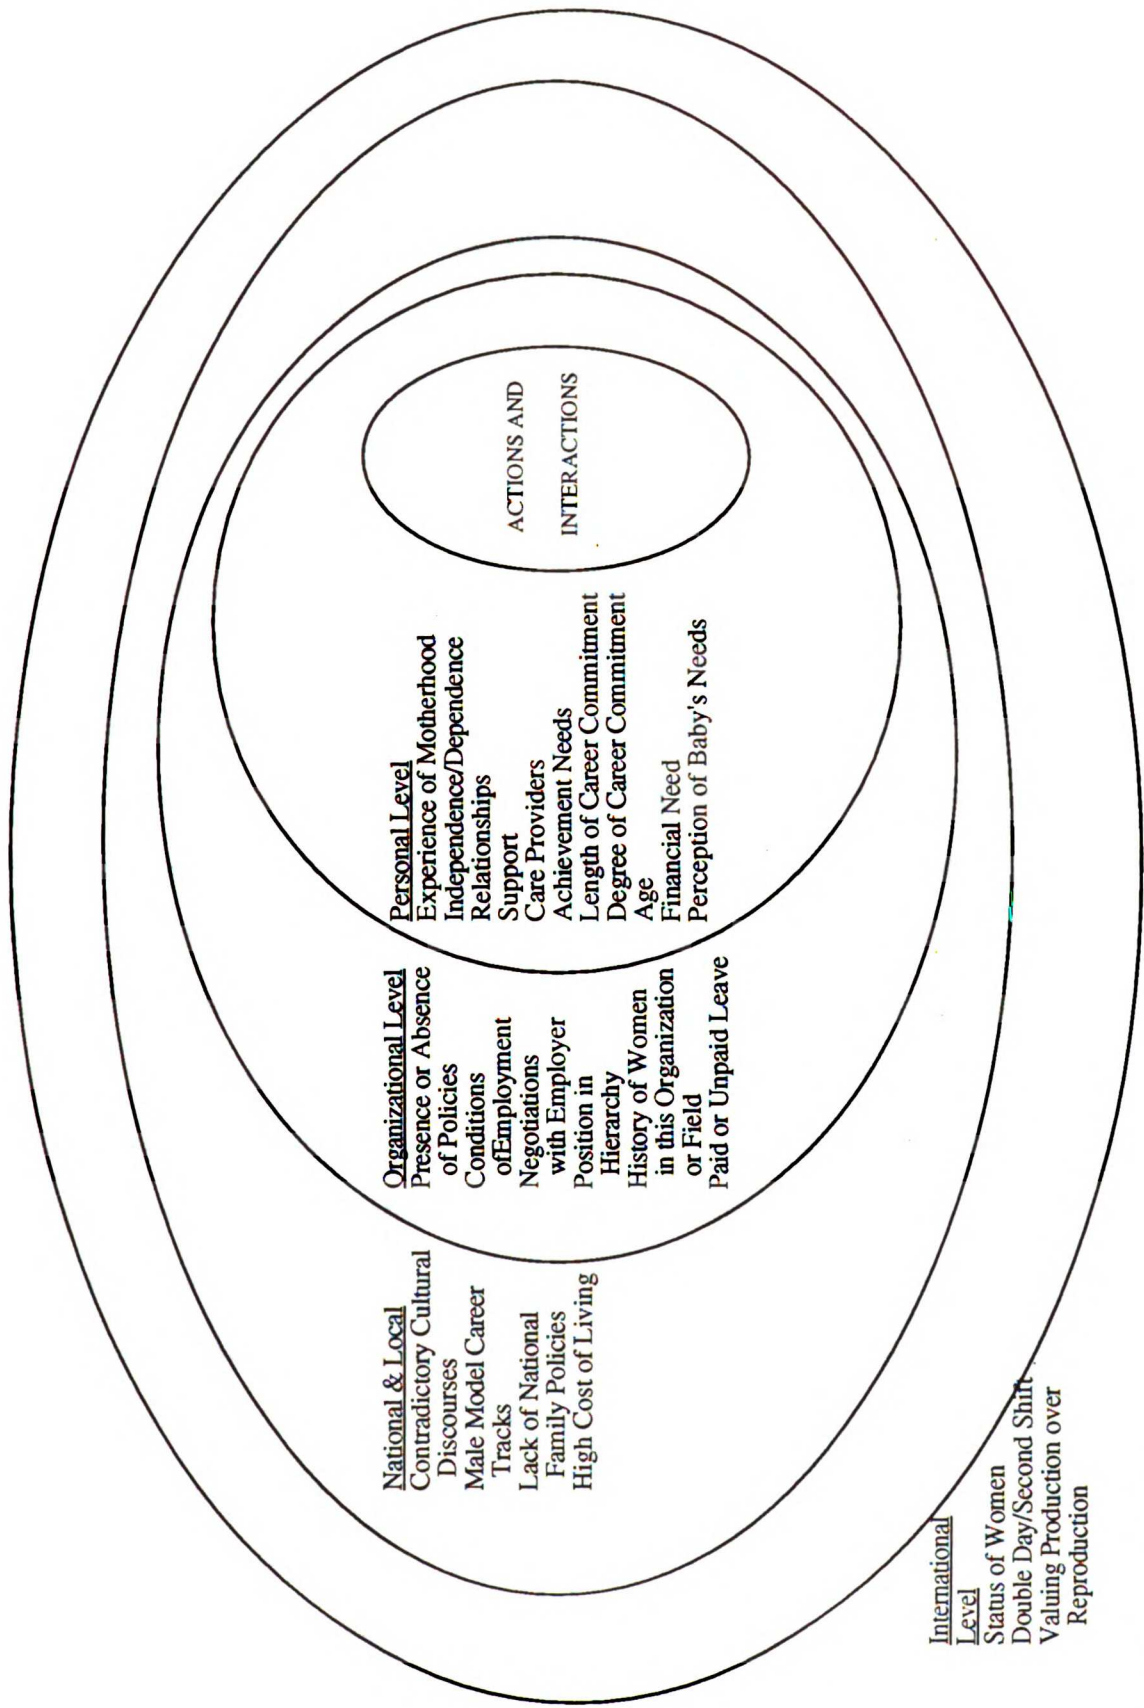 International
Level
Status of Women
Double Day/Second Shift
Valuing Production over
Reproduction
National & Local
Contradictory Cultural
Discourses
Male Model Career
Tracks
Lack of National
Family Policies
High Cost of Living
Organizational Level
Presence or Absence
of Policies
Conditions
ofEmployment
Negotiations
with Employer
Position in
Hierarchy
History of Women
in this Organization
or Field
Paid or Unpaid Leave
Personal Level
Experience of Motherhood
Independence/Dependence
Relationships
Support
Care Providers
Achievement Needs
Length of Career Commitment
Degree of Career Commitment
Age
Financial Need
Perception of Baby's Needs
ACTIONS AND
INTERACTIONS